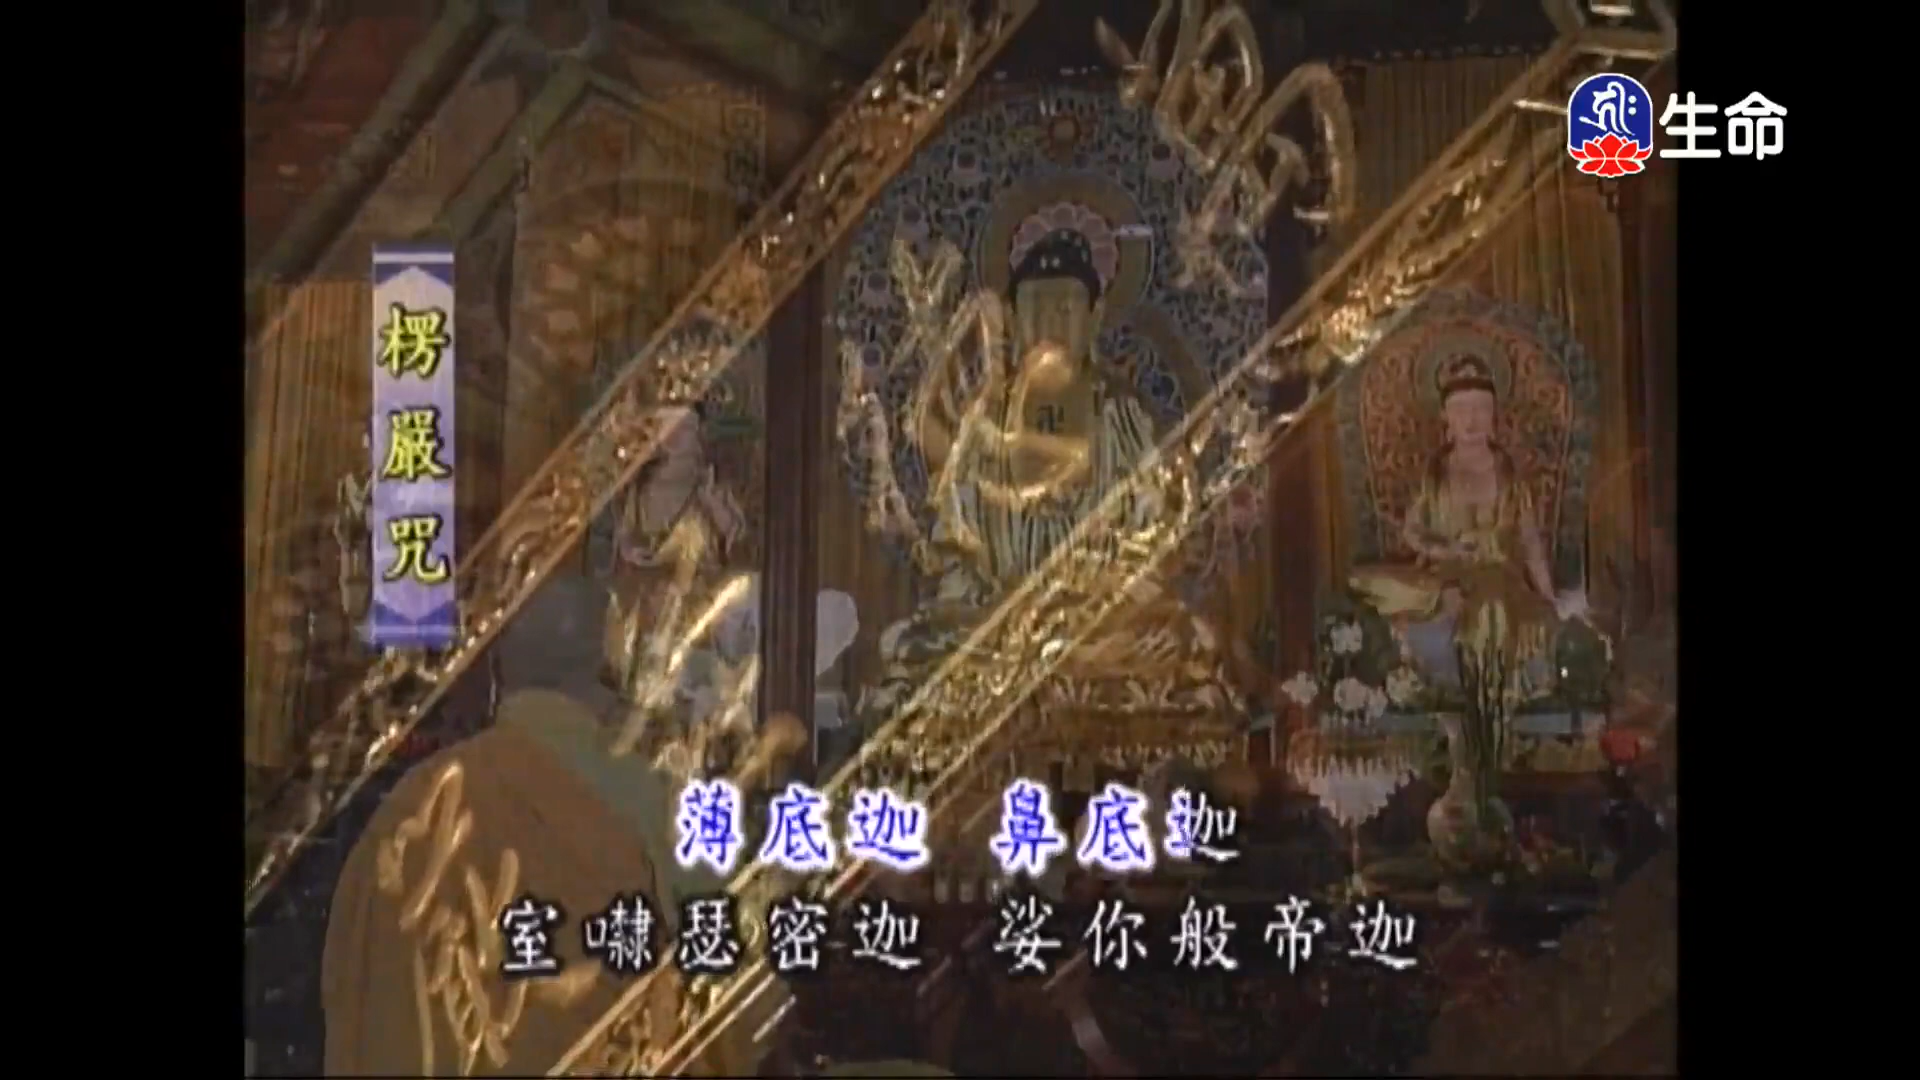 生命
楞嚴咒
薄底迦 鼻底迦
室嚧瑟密迦 娑你般帝迦